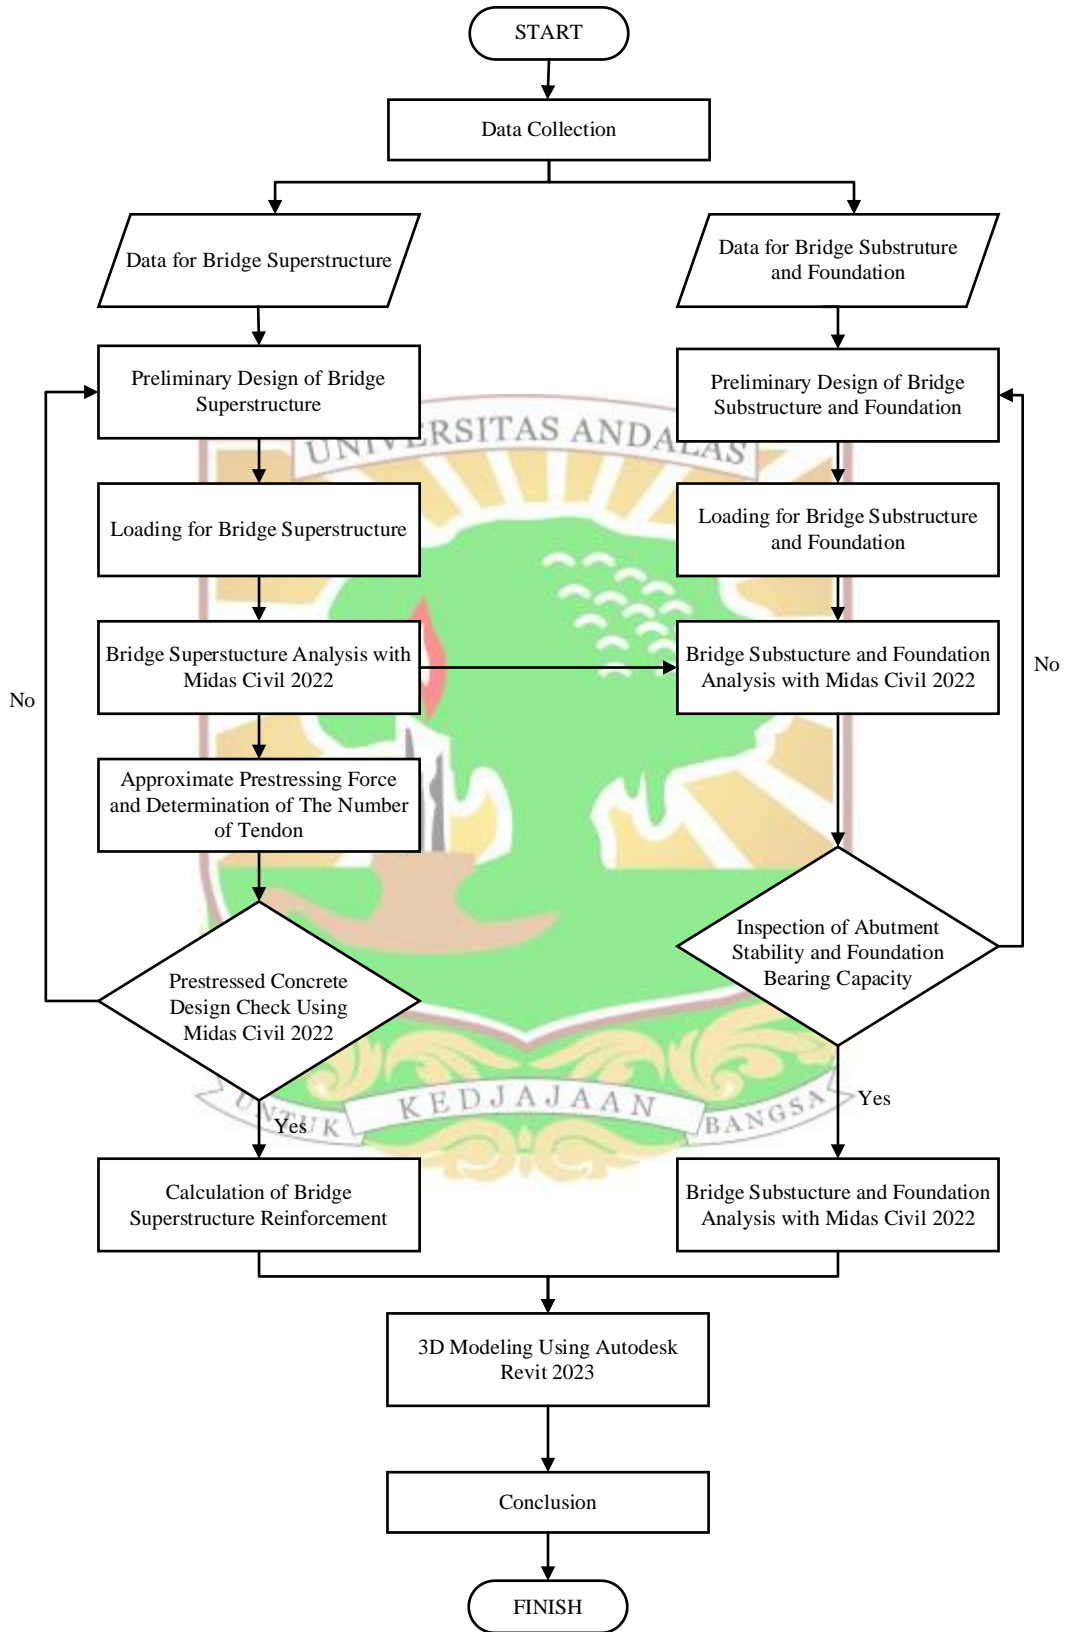 START
Data Collection
Data for Bridge Superstructure
Data for Bridge Substruture
and Foundation
Preliminary Design of Bridge
Superstructure
Preliminary Design of Bridge
Substructure and Foundation
UNIVERSITAS ANDALAS
Loading for Bridge Superstructure
Loading for Bridge Substructure
and Foundation
Bridge Superstucture Analysis with
Midas Civil 2022
Bridge Substucture and Foundation
Analysis with Midas Civil 2022
No
No
Approximate Prestressing Force
and Determination of The Number
of Tendon
Inspection of Abutment
Stability and Foundation
Bearing Capacity
Prestressed Concrete
Design Check Using
Midas Civil 2022
UNTUK KEDJAJAAN BANGSA
Yes
Yes
Calculation of Bridge
Superstructure Reinforcement
Bridge Substucture and Foundation
Analysis with Midas Civil 2022
3D Modeling Using Autodesk
Revit 2023
Conclusion
FINISH